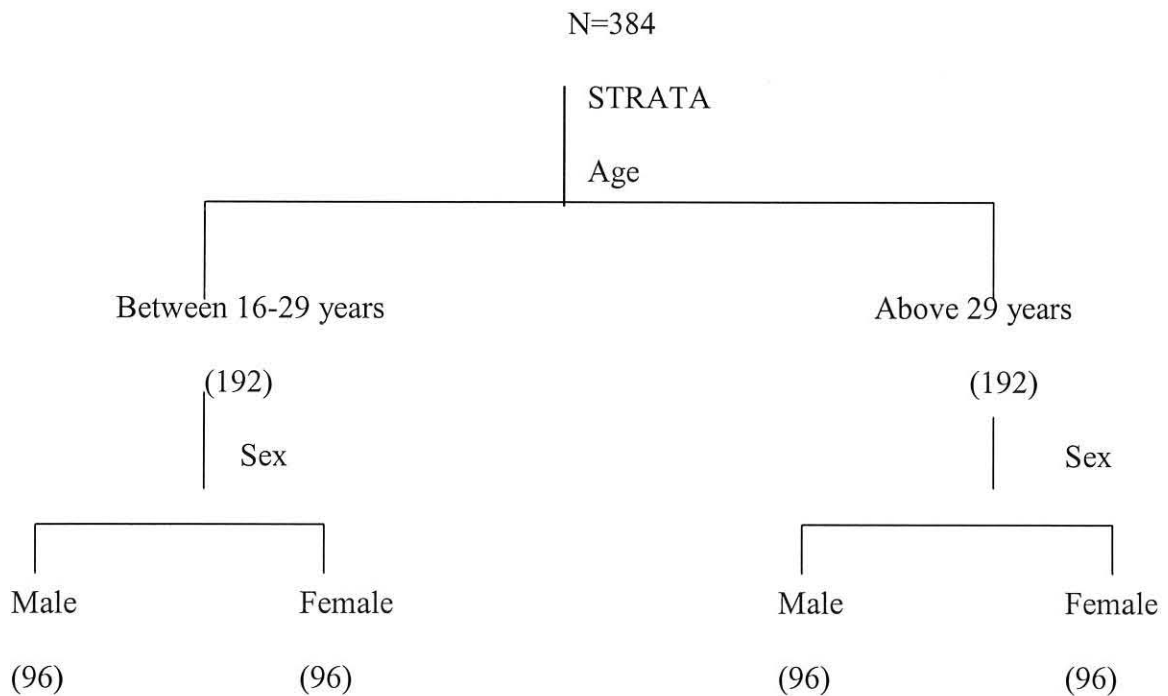 N=384
STRATA
Age
Between 16-29 years
Above 29 years
(192)
(192)
Sex
Sex
Male
Female
Male
Female
(96)
(96)
(96)
(96)